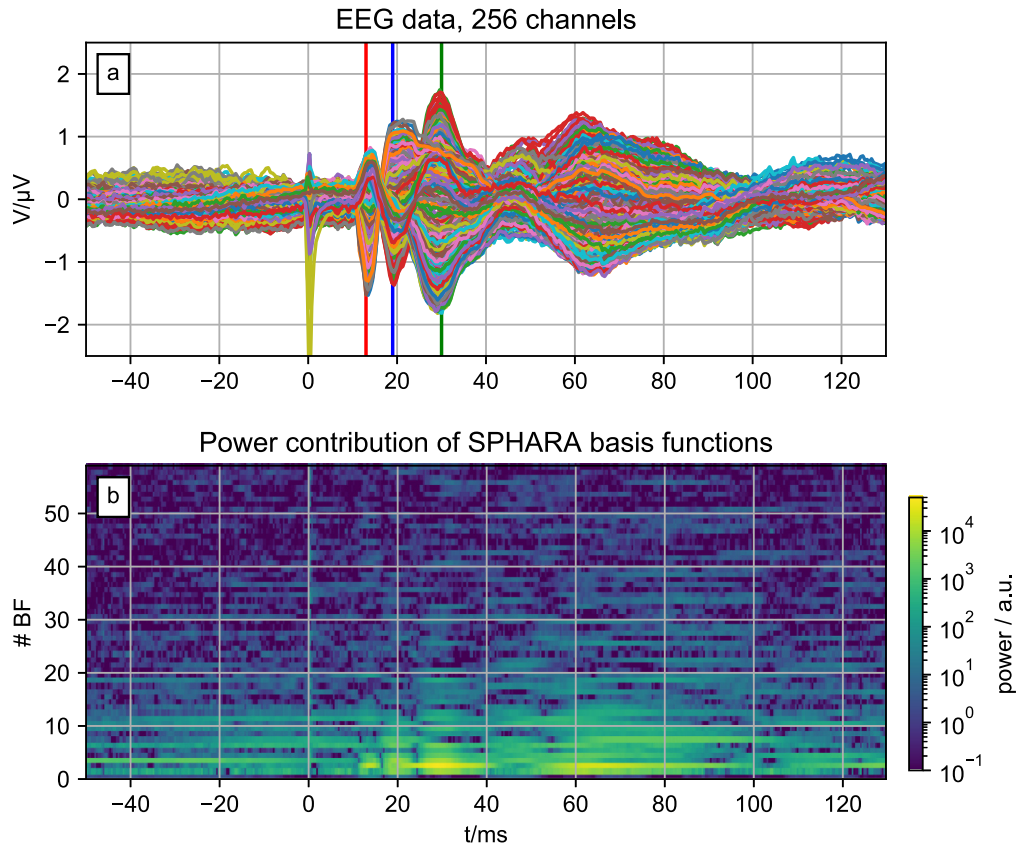 EEG data, 256 channels
a
2
1
0
−1
−2
V/μV
−40 −20 0 20 40 60 80 100 120
Power contribution of SPHARA basis functions
b
50
40
30
20
10
0
# BF
−40 −20 0 20 40 60 80 100 120
t/ms
10⁴
10³
10²
10¹
10⁰
10⁻¹
power / a.u.